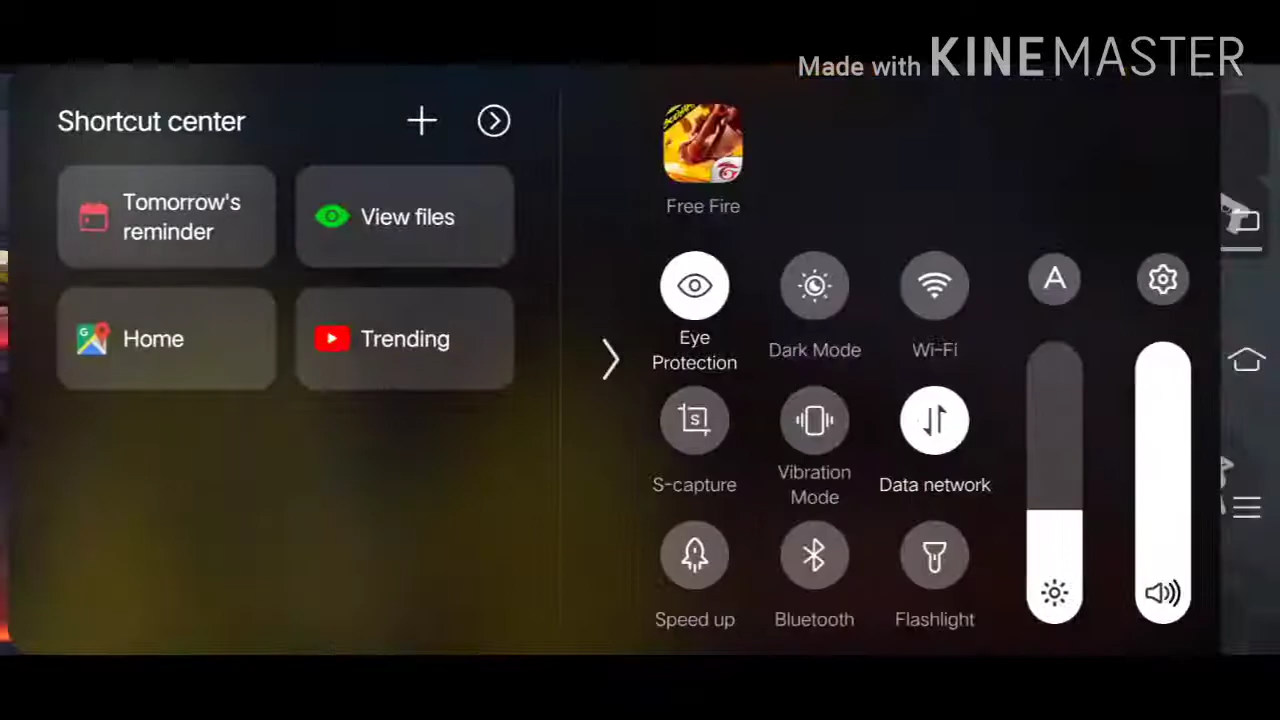 Made with KINEMASTER
Shortcut center
Tomorrow's
reminder
View files
Home
Trending
Free Fire
Eye
Protection
Dark Mode
Wi-Fi
A
S
S-capture
Vibration
Mode
Data network
Speed up
Bluetooth
Flashlight